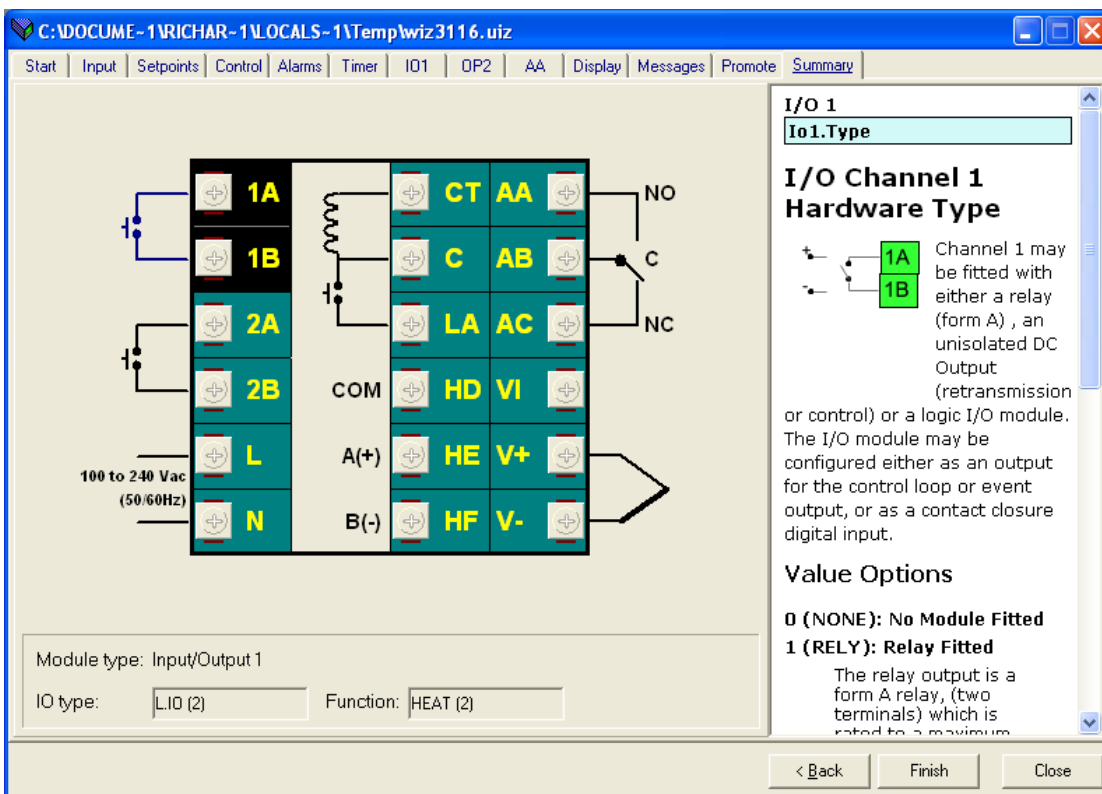 C:\DOCUME~1\RICHAR~1\LOCALS~1\Temp\wiz3116.uiz
Start Input Setpoints Control Alarms Timer IO1 OP2 AA Display Messages Promote Summary
1A
1B
2A
2B
L
N
100 to 240 Vac
(50/60Hz)
COM
A(+)
B(-)
CT AA
C AB
LA AC
HD VI
HE V+
HF V-
NO
C
NC
Module type: Input/Output 1
IO type: L.IO (2) Function: HEAT (2)
I/O 1
Io1.Type
I/O Channel 1
Hardware Type
+
-
1A
1B
Channel 1 may
be fitted with
either a relay
(form A) , an
unisolated DC
Output
(retransmission
or control) or a logic I/O module.
The I/O module may be
configured either as an output
for the control loop or event
output, or as a contact closure
digital input.
Value Options
0 (NONE): No Module Fitted
1 (RELY): Relay Fitted
The relay output is a
form A relay, (two
terminals) which is
rated to a maximum
< Back Finish Close